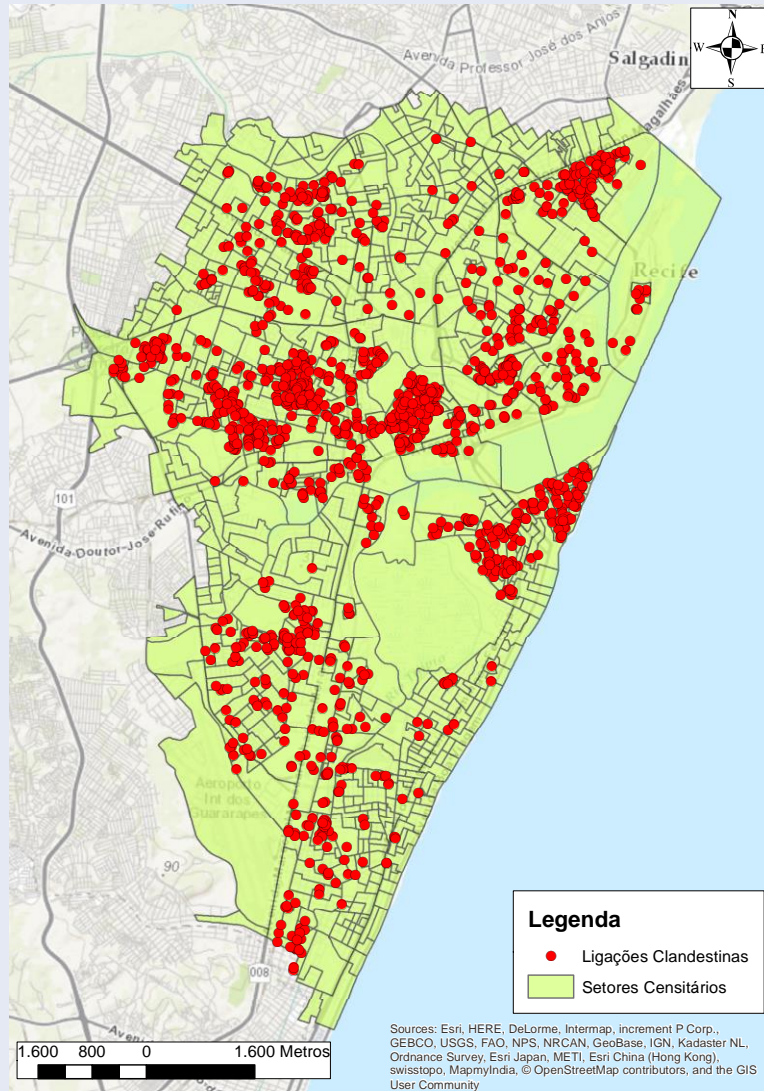 N
W
E
S
Avenida Professor José dos Anjos
Salgadin
Magalhães
Recife
101
Avenida-Doutor-José-Rufino
Rio Tejipió
Aeroporto
Int dos
Guararapes
90
008
Legenda
Ligações Clandestinas
Setores Censitários
1.600 800 0 1.600 Metros
Sources: Esri, HERE, DeLorme, Intermap, increment P Corp.,
GEBCO, USGS, FAO, NPS, NRCAN, GeoBase, IGN, Kadaster NL,
Ordnance Survey, Esri Japan, METI, Esri China (Hong Kong),
swisstopo, MapmyIndia, © OpenStreetMap contributors, and the GIS
User Community